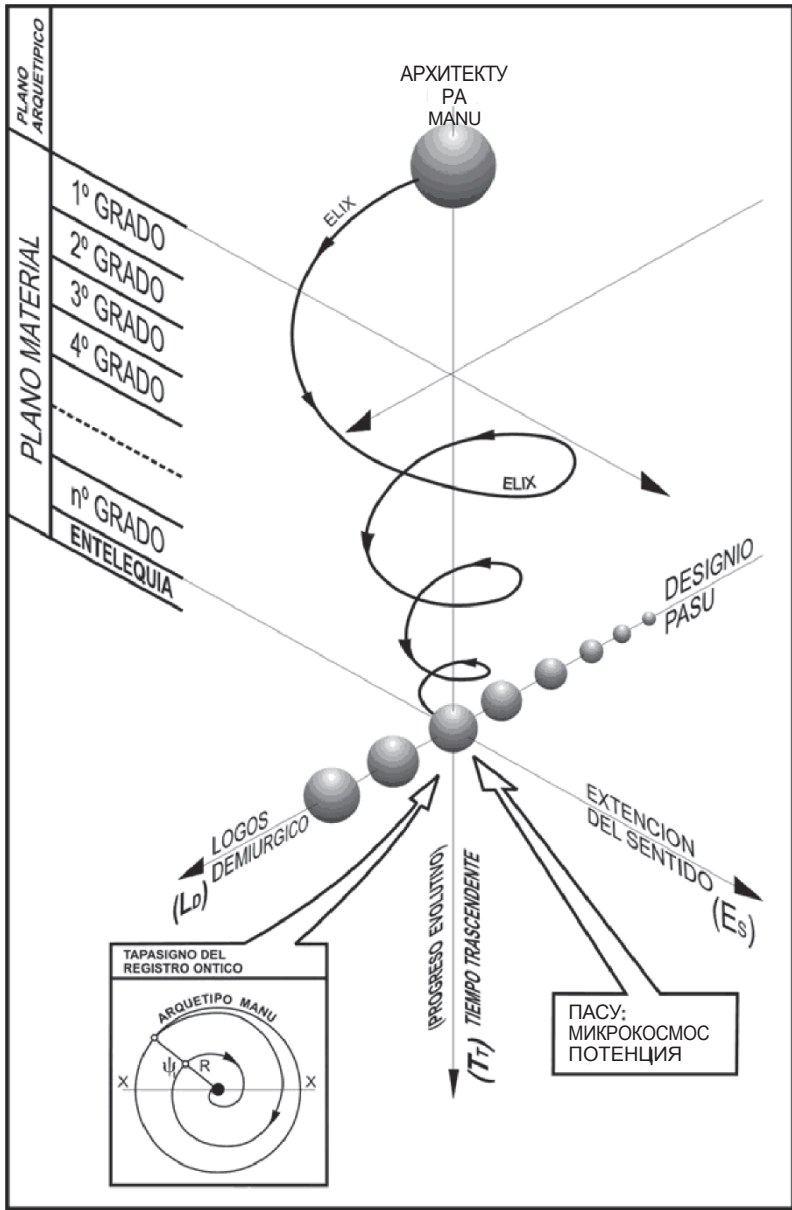 PLANO
ARQUETIPICO
АРХИТЕКТУ
РА
MANU
PLANO MATERIAL
1º GRADO
2º GRADO
3º GRADO
4º GRADO
nº GRADO
ENTELEQUIA
ELIX
ELIX
DESIGNIO
PASU
LOGOS
DEMIURGICO
(LD)
EXTENCION
DEL SENTIDO
(ES)
(PROGRESO EVOLUTIVO)
TIEMPO TRASCENDENTE
(TT)
TAPASIGNO DEL
REGISTRO ONTICO
ARQUETIPO MANU
ψ R
X X
ПАСУ:
МИКРОКОСМОС
ПОТЕНЦИЯ